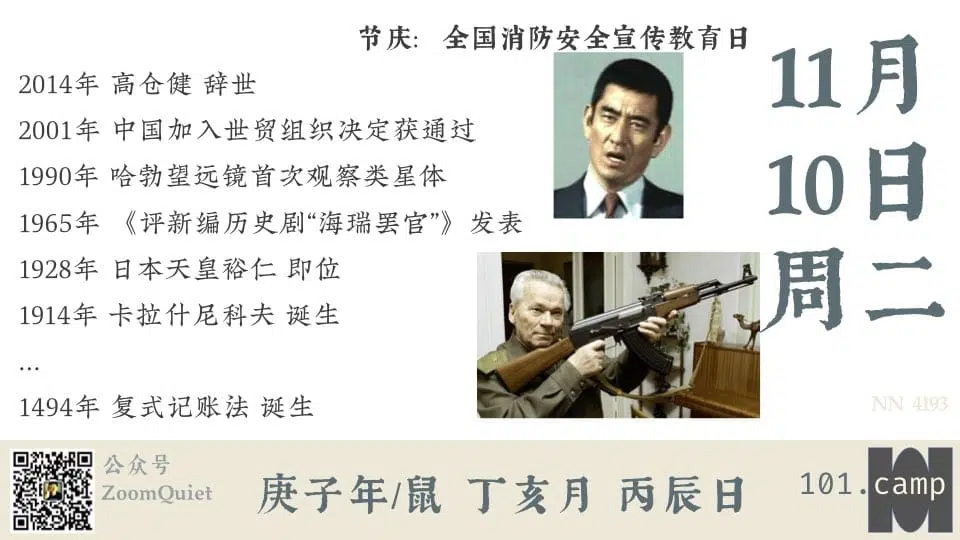 节庆: 全国消防安全宣传教育日
2014年 高仓健 辞世
2001年 中国加入世贸组织决定获通过
1990年 哈勃望远镜首次观察类星体
1965年 《评新编历史剧“海瑞罢官”》发表
1928年 日本天皇裕仁 即位
1914年 卡拉什尼科夫 诞生
...
1494年 复式记账法 诞生
11月
10日
周二
NN 4193
公众号
ZoomQuiet
庚子年/鼠 丁亥月 丙辰日
101.camp